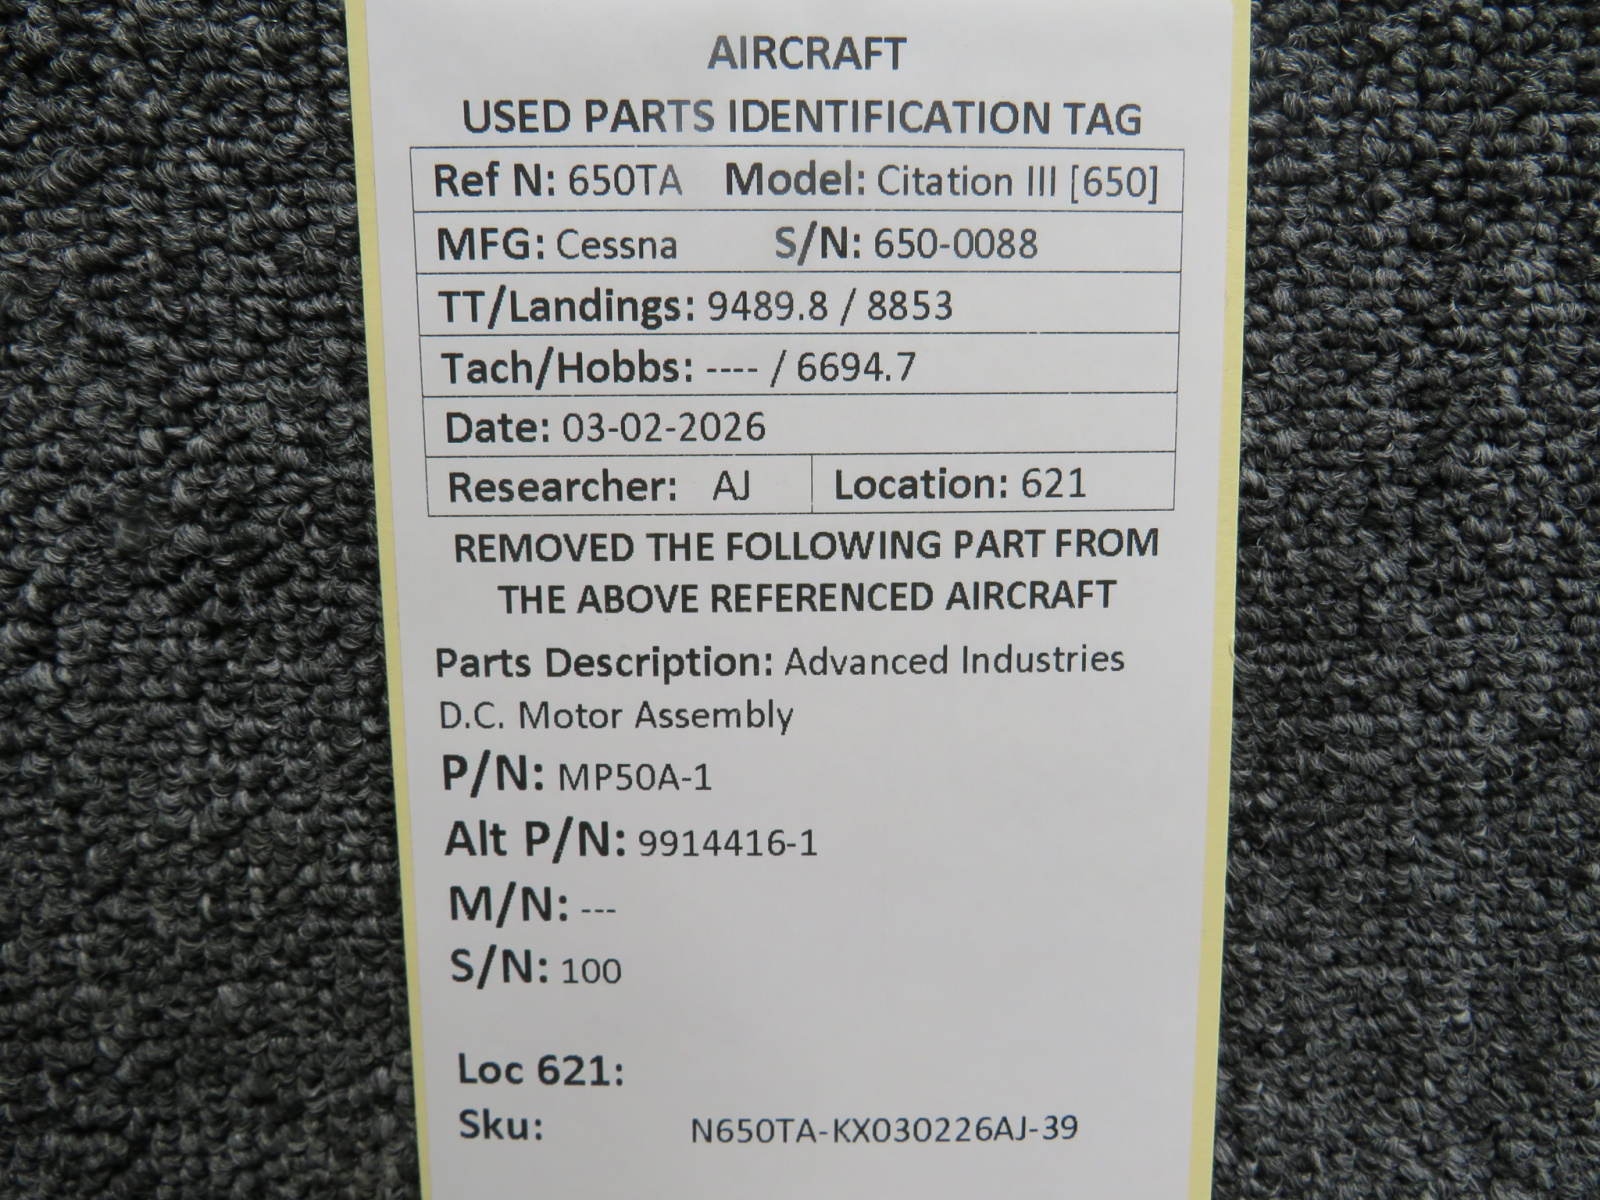 AIRCRAFT
USED PARTS IDENTIFICATION TAG
Ref N: 650TA Model: Citation III [650]
MFG: Cessna S/N: 650-0088
TT/Landings: 9489.8 / 8853
Tach/Hobbs: ---- / 6694.7
Date: 03-02-2026
Researcher: AJ Location: 621
REMOVED THE FOLLOWING PART FROM
THE ABOVE REFERENCED AIRCRAFT
Parts Description: Advanced Industries
D.C. Motor Assembly
P/N: MP50A-1
Alt P/N: 9914416-1
M/N: ---
S/N: 100
Loc 621:
Sku: N650TA-KX030226AJ-39